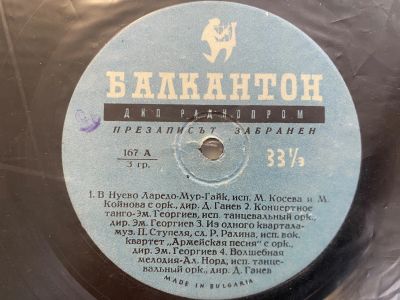 БАЛКАНТОН
ДИП РАДИОПРОМ
ПРЕЗАПИСЪТ ЗАБРАНЕН
167 А
3 гр.
33⅓
1. В Нуево Ларедо-Мур-Гайк, исп. М. Косева и М.
Койнова с орк., дир. Д. Ганев 2. Концертное
танго-Эм. Георгиев, исп. танцевальный орк.,
дир. Эм. Георгиев 3. Из одного квартала-
муз. П. Ступеля, сл. Р. Ралина, исп. вок.
квартет „Армейская песня" с орк.,
дир. Эм. Георгиев 4. Волшебная
мелодия-Ал. Норд, исп. танце-
вальный орк., дир. Д. Ганев
MADE IN BULGARIA